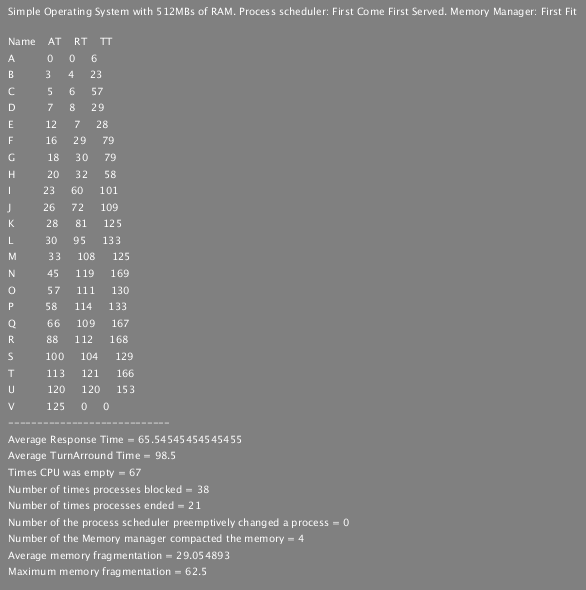 Simple Operating System with 512MBs of RAM. Process scheduler: First Come First Served. Memory Manager: First Fit
Name AT RT TT
A 0 0 6
B 3 4 23
C 5 6 57
D 7 8 29
E 12 7 28
F 16 29 79
G 18 30 79
H 20 32 58
I 23 60 101
J 26 72 109
K 28 81 125
L 30 95 133
M 33 108 125
N 45 119 169
O 57 111 130
P 58 114 133
Q 66 109 167
R 88 112 168
S 100 104 129
T 113 121 166
U 120 120 153
V 125 0 0
----------------------------
Average Response Time = 65.54545454545455
Average TurnArround Time = 98.5
Times CPU was empty = 67
Number of times processes blocked = 38
Number of times processes ended = 21
Number of the process scheduler preemptively changed a process = 0
Number of the Memory manager compacted the memory = 4
Average memory fragmentation = 29.054893
Maximum memory fragmentation = 62.5